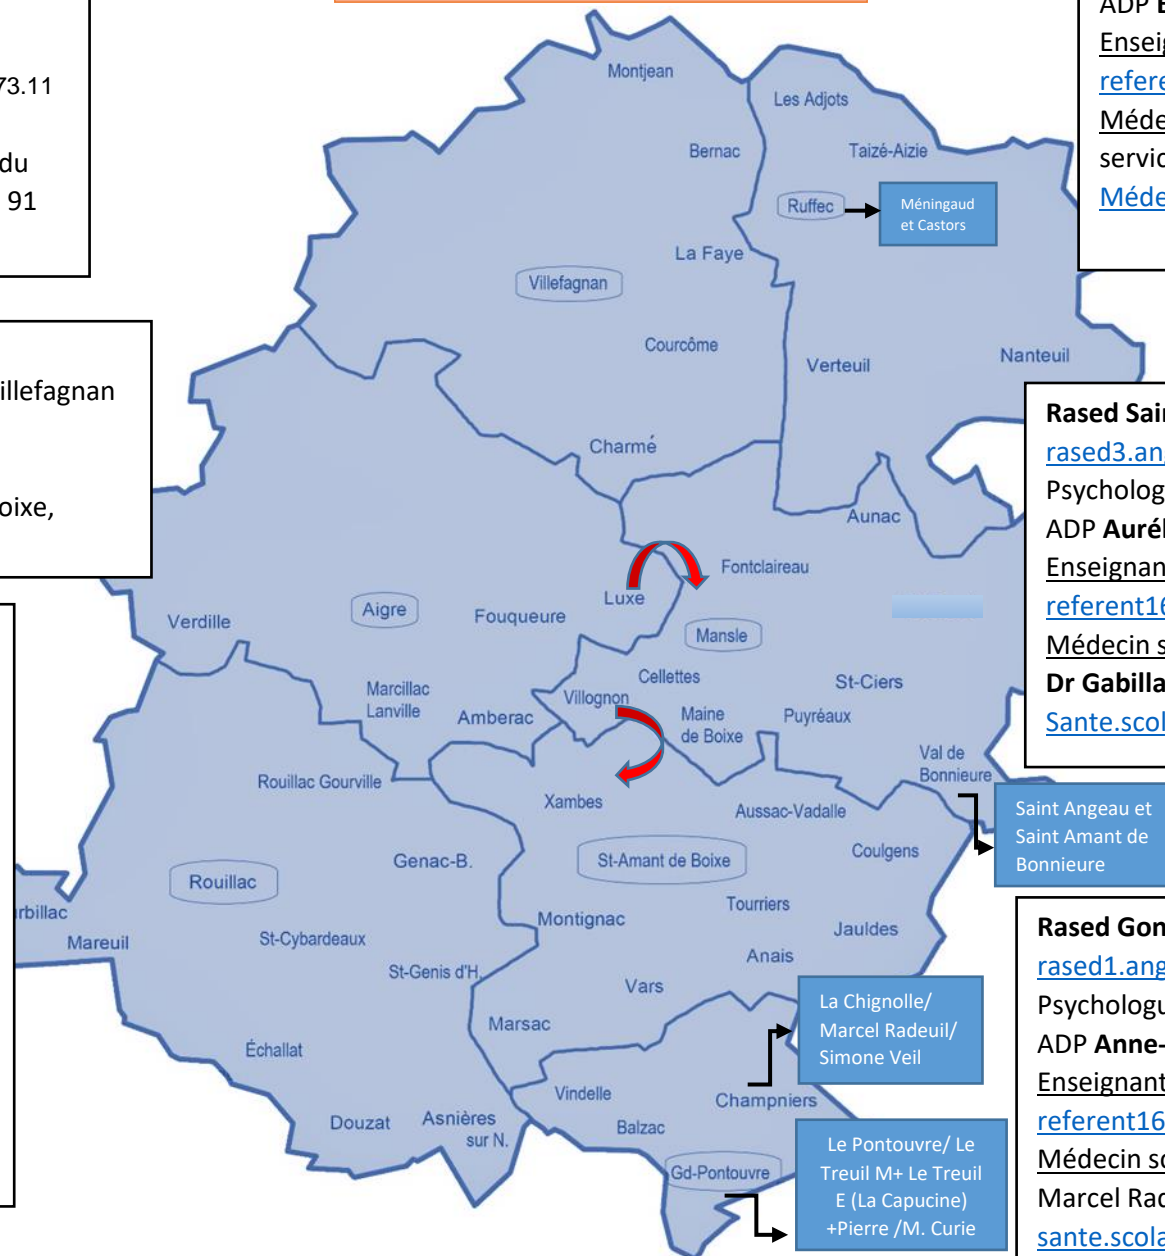 73.11
du
91
illefagnan
oixe,
Montjean
Les Adjots
Bernac
Taizé-Aizie
Ruffec
Méningaud
et Castors
La Faye
Villefagnan
Courcôme
Verteuil
Nanteuil
Charmé
Aunac
Fontclaireau
Luxe
Aigre
Fouqueure
Verdille
Mansle
Cellettes
St-Ciers
Marcillac
Lanville
Villognon
Amberac
Maine
de Boixe
Puyréaux
Val de
Bonnieure
Rouillac Gourville
Xambes
Aussac-Vadalle
Saint Angeau et
Saint Amant de
Bonnieure
Genac-B.
St-Amant de Boixe
Coulgens
Rouillac
Tourriers
rbillac
Mareuil
St-Cybardeaux
Montignac
Jauldes
St-Genis d'H.
Anais
Vars
Marsac
La Chignolle/
Marcel Radeuil/
Simone Veil
Échallat
Vindelle
Champniers
Douzat
Asnières
sur N.
Balzac
Gd-Pontouvre
Le Pontouvre/ Le
Treuil M+ Le Treuil
E (La Capucine)
+Pierre /M. Curie
ADP E
Enseig
refere
Méde
servic
Méde
Rased Sain
rased3.ang
Psycholog
ADP Auréli
Enseignan
referent16
Médecin s
Dr Gabilla
Sante.scol
Rased Gon
rased1.ang
Psychologu
ADP Anne-
Enseignant
referent16
Médecin sc
Marcel Rad
sante.scola